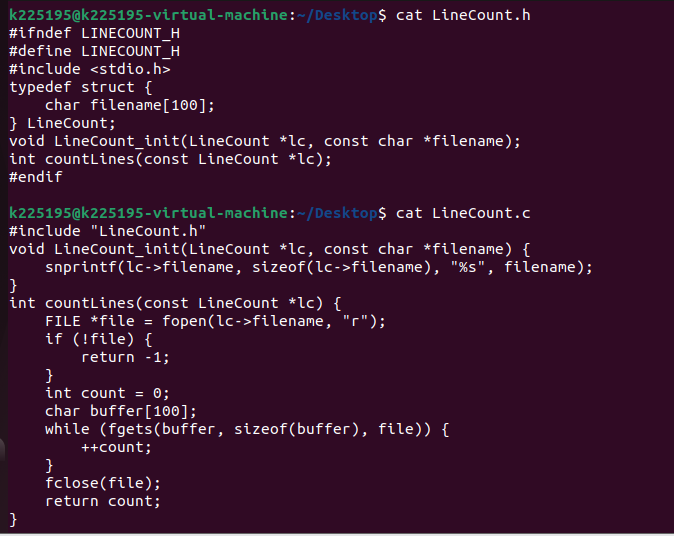 k225195@k225195-virtual-machine:~/Desktop$ cat LineCount.h
#ifndef LINECOUNT_H
#define LINECOUNT_H
#include <stdio.h>
typedef struct {
    char filename[100];
} LineCount;
void LineCount_init(LineCount *lc, const char *filename);
int countLines(const LineCount *lc);
#endif

k225195@k225195-virtual-machine:~/Desktop$ cat LineCount.c
#include "LineCount.h"
void LineCount_init(LineCount *lc, const char *filename) {
    snprintf(lc->filename, sizeof(lc->filename), "%s", filename);
}
int countLines(const LineCount *lc) {
    FILE *file = fopen(lc->filename, "r");
    if (!file) {
        return -1;
    }
    int count = 0;
    char buffer[100];
    while (fgets(buffer, sizeof(buffer), file)) {
        ++count;
    }
    fclose(file);
    return count;
}